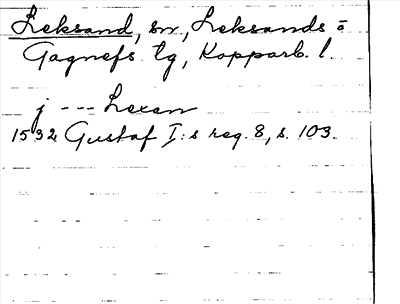 Leksand, sn, Leksands o
Gagnefs tg, Kopparb. l.
j --- Lexan
1532 Gustaf I:s reg. 8, s. 103.